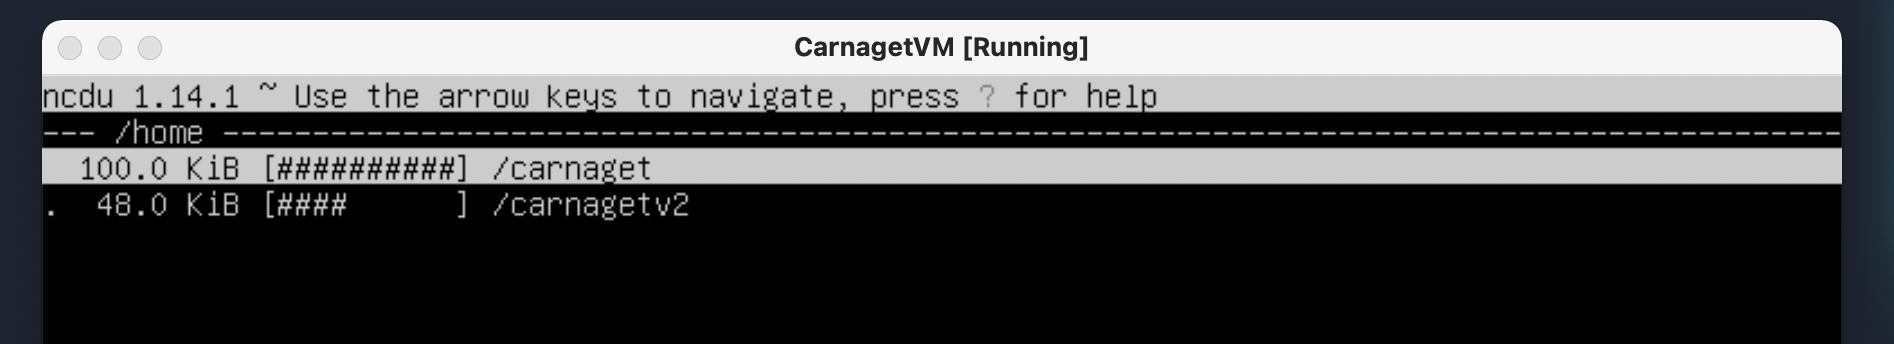 CarnagetVM [Running]
ncdu 1.14.1 ~ Use the arrow keys to navigate, press ? for help
--- /home ------------------------------------------------------------------------------------------
  100.0 KiB [##########] /carnaget
.  48.0 KiB [####      ] /carnagetv2